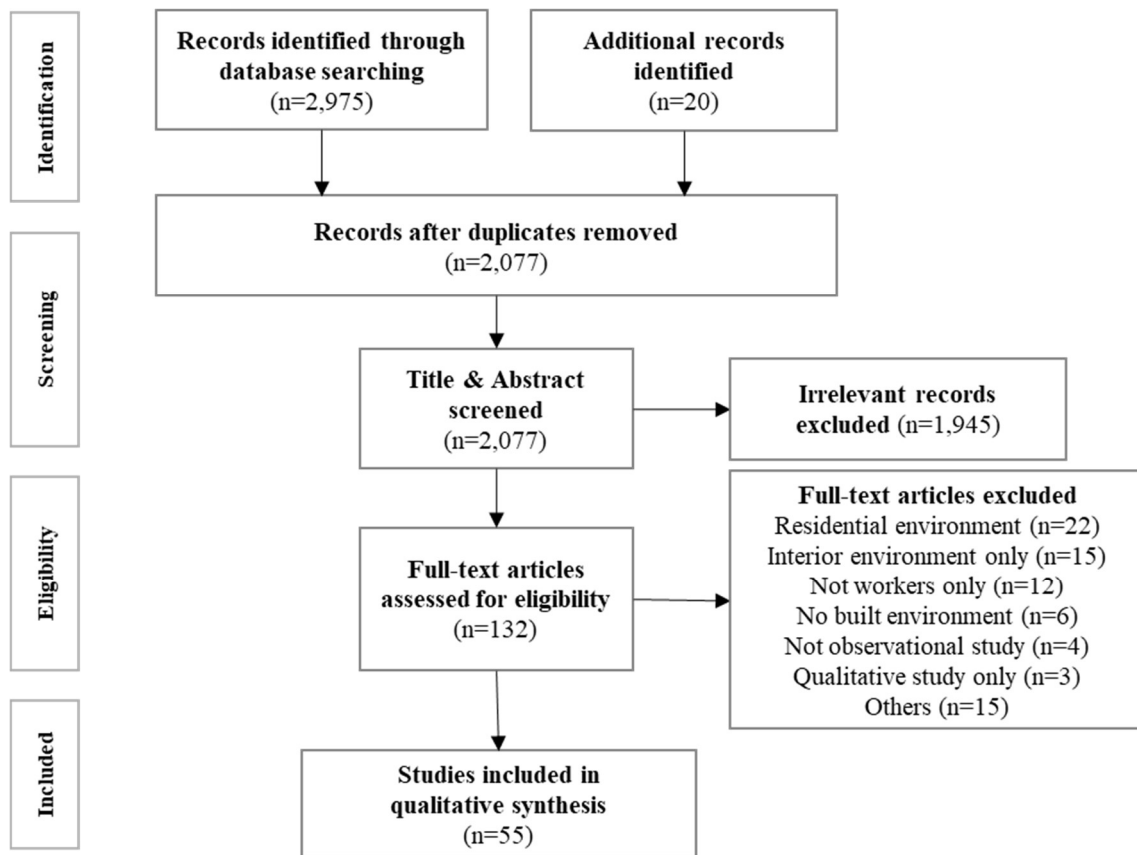 Identification
Records identified through
database searching
(n=2,975)
Additional records
identified
(n=20)
Records after duplicates removed
(n=2,077)
Screening
Title & Abstract
screened
(n=2,077)
Irrelevant records
excluded (n=1,945)
Eligibility
Full-text articles
assessed for eligibility
(n=132)
Full-text articles excluded
Residential environment (n=22)
Interior environment only (n=15)
Not workers only (n=12)
No built environment (n=6)
Not observational study (n=4)
Qualitative study only (n=3)
Others (n=15)
Included
Studies included in
qualitative synthesis
(n=55)